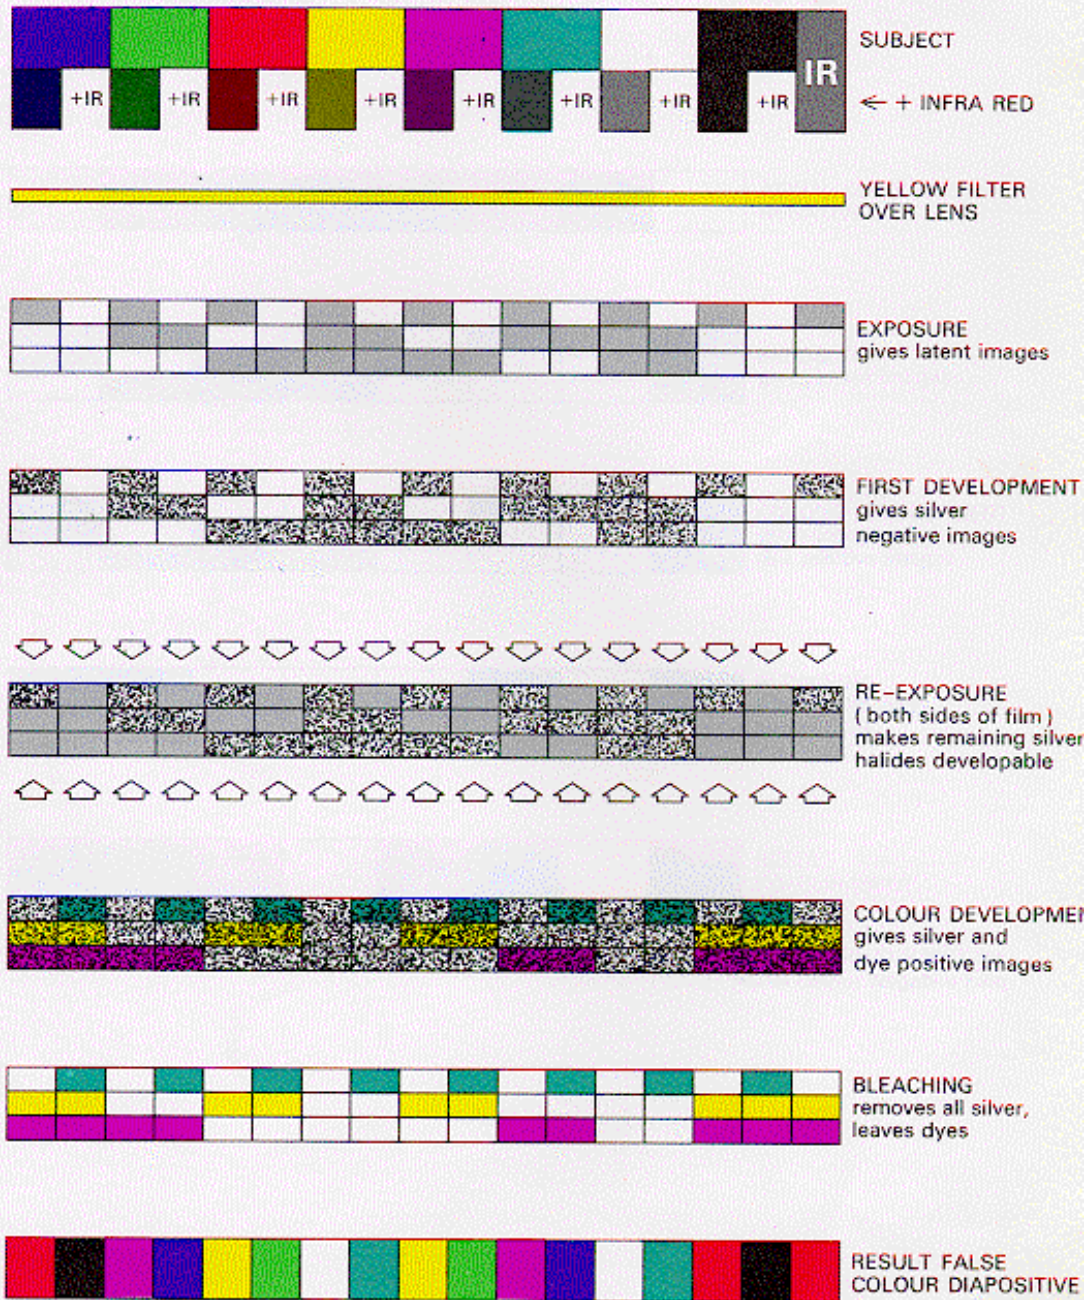 SUBJECT
IR
+IR +IR +IR +IR +IR +IR +IR +IR
← + INFRA RED
YELLOW FILTER
OVER LENS
EXPOSURE
gives latent images
FIRST DEVELOPMENT
gives silver
negative images
RE-EXPOSURE
( both sides of film )
makes remaining silver
halides developable
COLOUR DEVELOPMEN
gives silver and
dye positive images
BLEACHING
removes all silver,
leaves dyes
RESULT FALSE
COLOUR DIAPOSITIVE